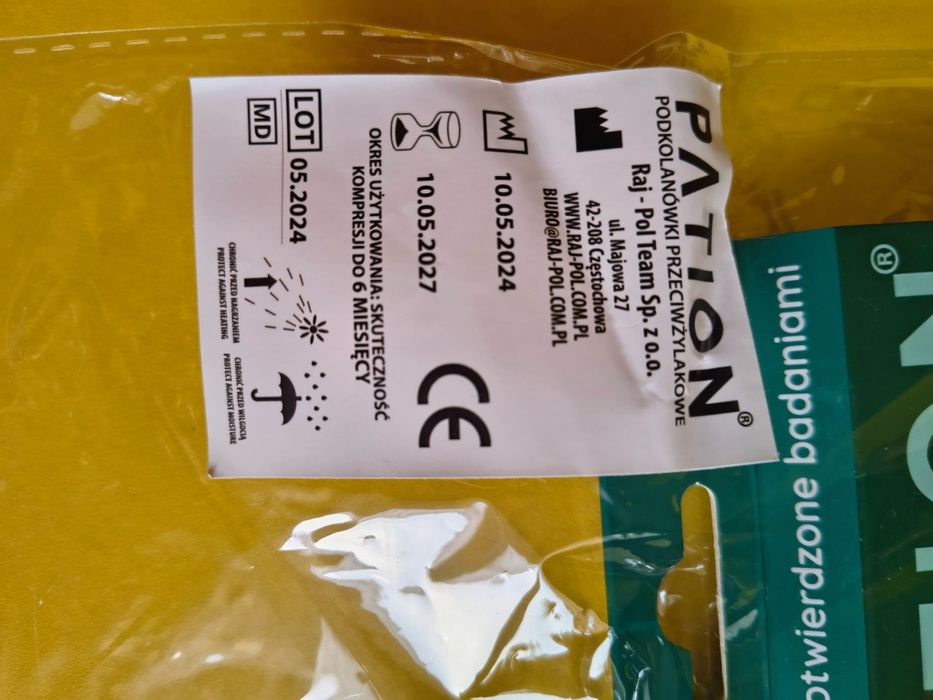 PATION®
PODKOLANÓWKI PRZECIWŻYLAKOWE
Raj - Pol Team Sp. z o.o.
ul. Majowa 27
42-208 Częstochowa
WWW.RAJ-POL.COM.PL
BIURO@RAJ-POL.COM.PL
10.05.2024
10.05.2027
CE
OKRES UŻYTKOWANIA: SKUTECZNOŚĆ
KOMPRESJI DO 6 MIESIĘCY
LOT 05.2024
MD
CHRONIĆ PRZED NAGRZANIEM
PROTECT AGAINST HEATING
CHRONIĆ PRZED WILGOCIĄ
PROTECT AGAINST MOISTURE
®
badaniami